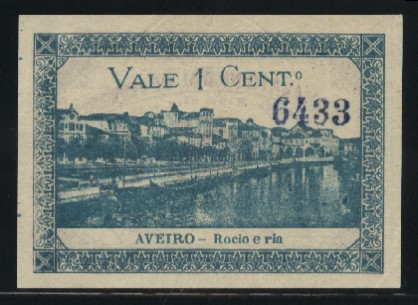 VALE 1 CENT.º
6433
AVEIRO – Rocio e ria